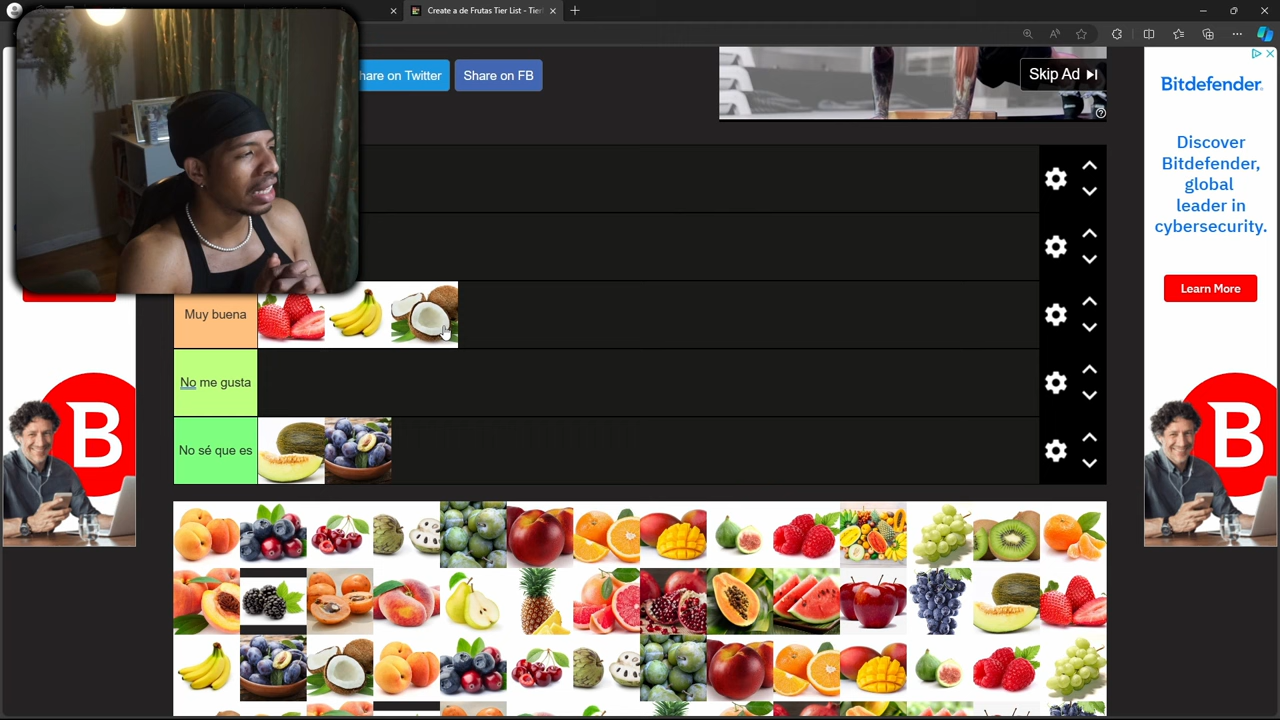 Create a de Frutas Tier List - Tier
hare on Twitter
Share on FB
Skip Ad
Bitdefender
Discover
Bitdefender,
global
leader in
cybersecurity.
Learn More
B
B
Muy buena
No me gusta
No sé que es